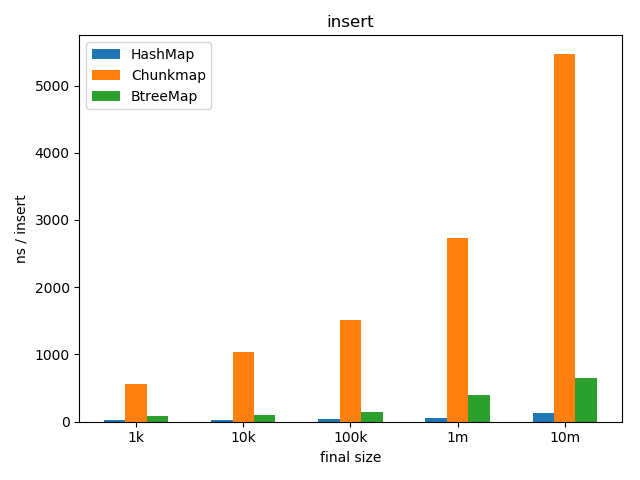 insert
HashMap
Chunkmap
BtreeMap
5000
4000
3000
2000
1000
0
ns / insert
1k 10k 100k 1m 10m
final size